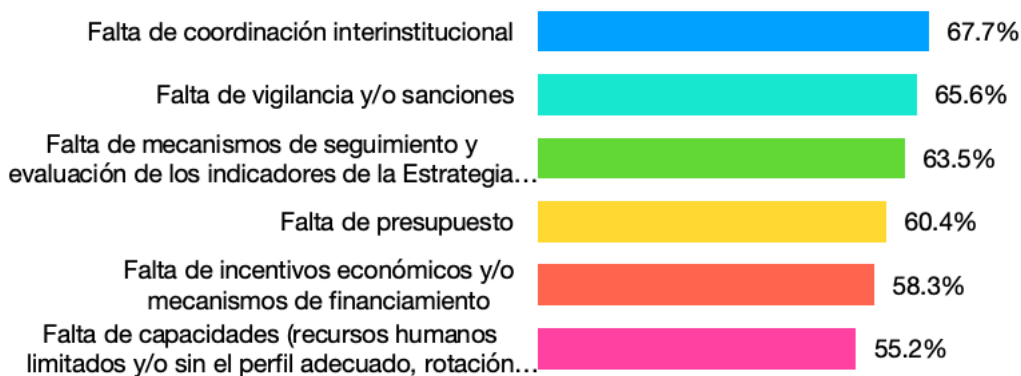 Falta de coordinación interinstitucional 67.7%
Falta de vigilancia y/o sanciones 65.6%
Falta de mecanismos de seguimiento y
evaluación de los indicadores de la Estrategia… 63.5%
Falta de presupuesto 60.4%
Falta de incentivos económicos y/o
mecanismos de financiamiento 58.3%
Falta de capacidades (recursos humanos
limitados y/o sin el perfil adecuado, rotación… 55.2%